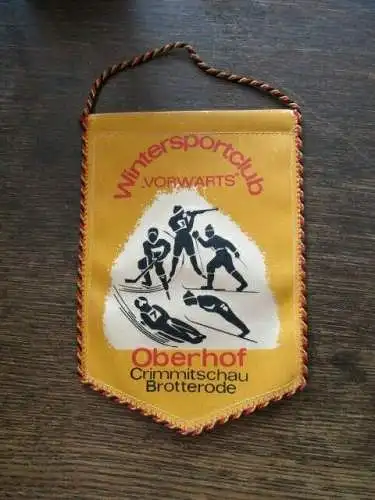 Wintersportclub
„VORWÄRTS"
Oberhof
Crimmitschau
Brotterode